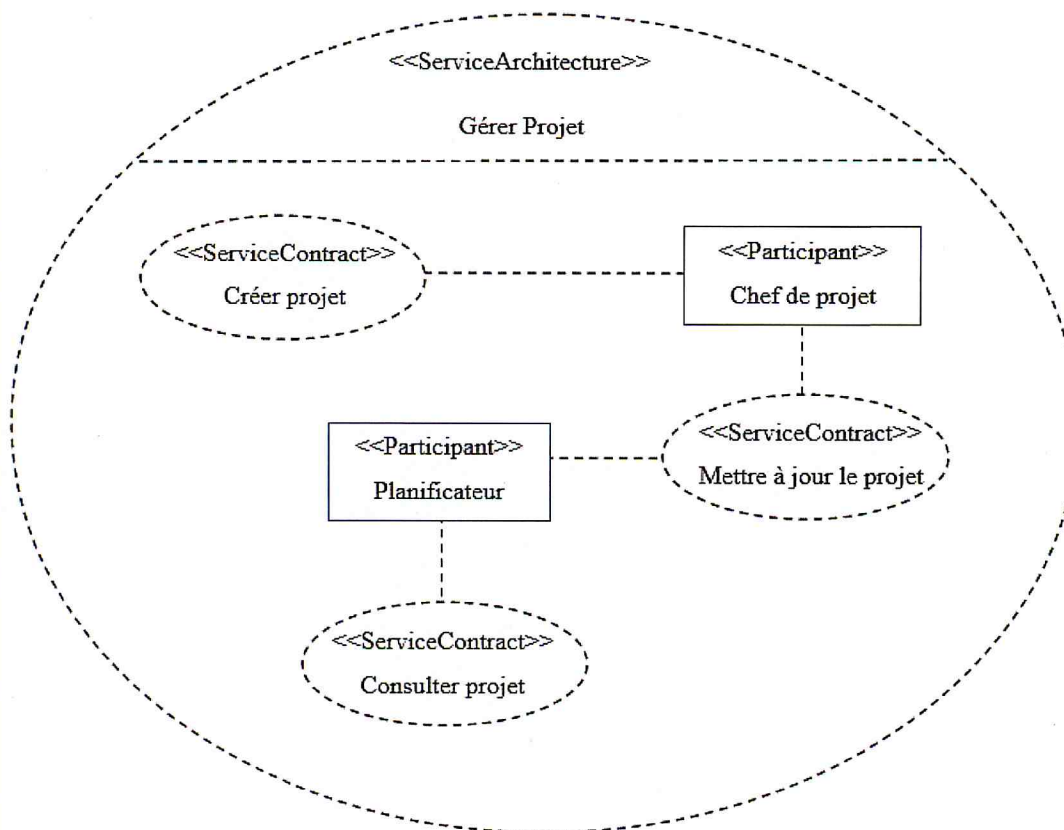 <<ServiceArchitecture>>
Gérer Projet
<<ServiceContract>>
Créer projet
<<Participant>>
Chef de projet
<<Participant>>
Planificateur
<<ServiceContract>>
Mettre à jour le projet
<<ServiceContract>>
Consulter projet